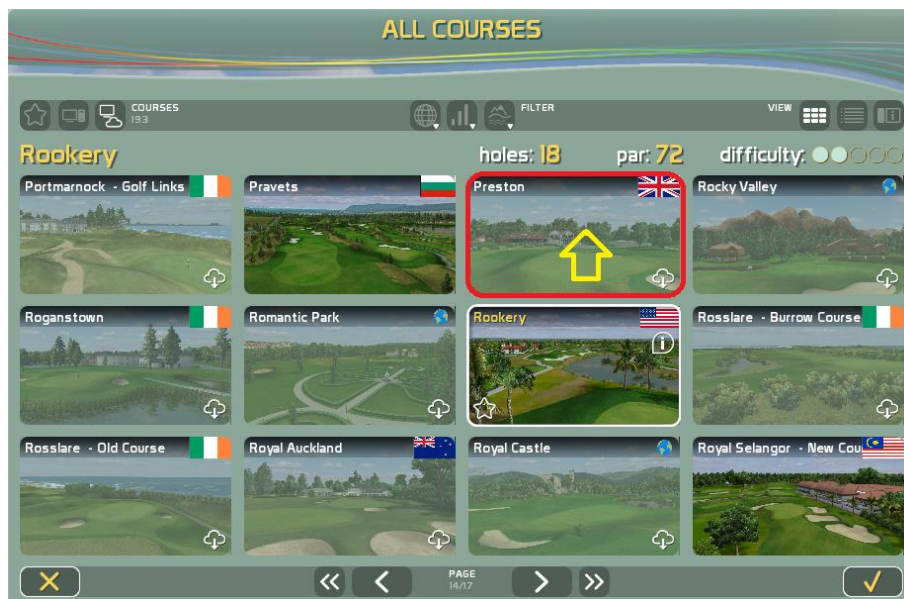 ALL COURSES
COURSES
193
FILTER
VIEW
Rookery
holes: 18
par: 72
difficulty:
Portmarnock - Golf Links
Pravets
Preston
Rocky Valley
Roganstown
Romantic Park
Rookery
Rosslare - Burrow Course
Rosslare - Old Course
Royal Auckland
Royal Castle
Royal Selangor - New Cou
PAGE
14/17